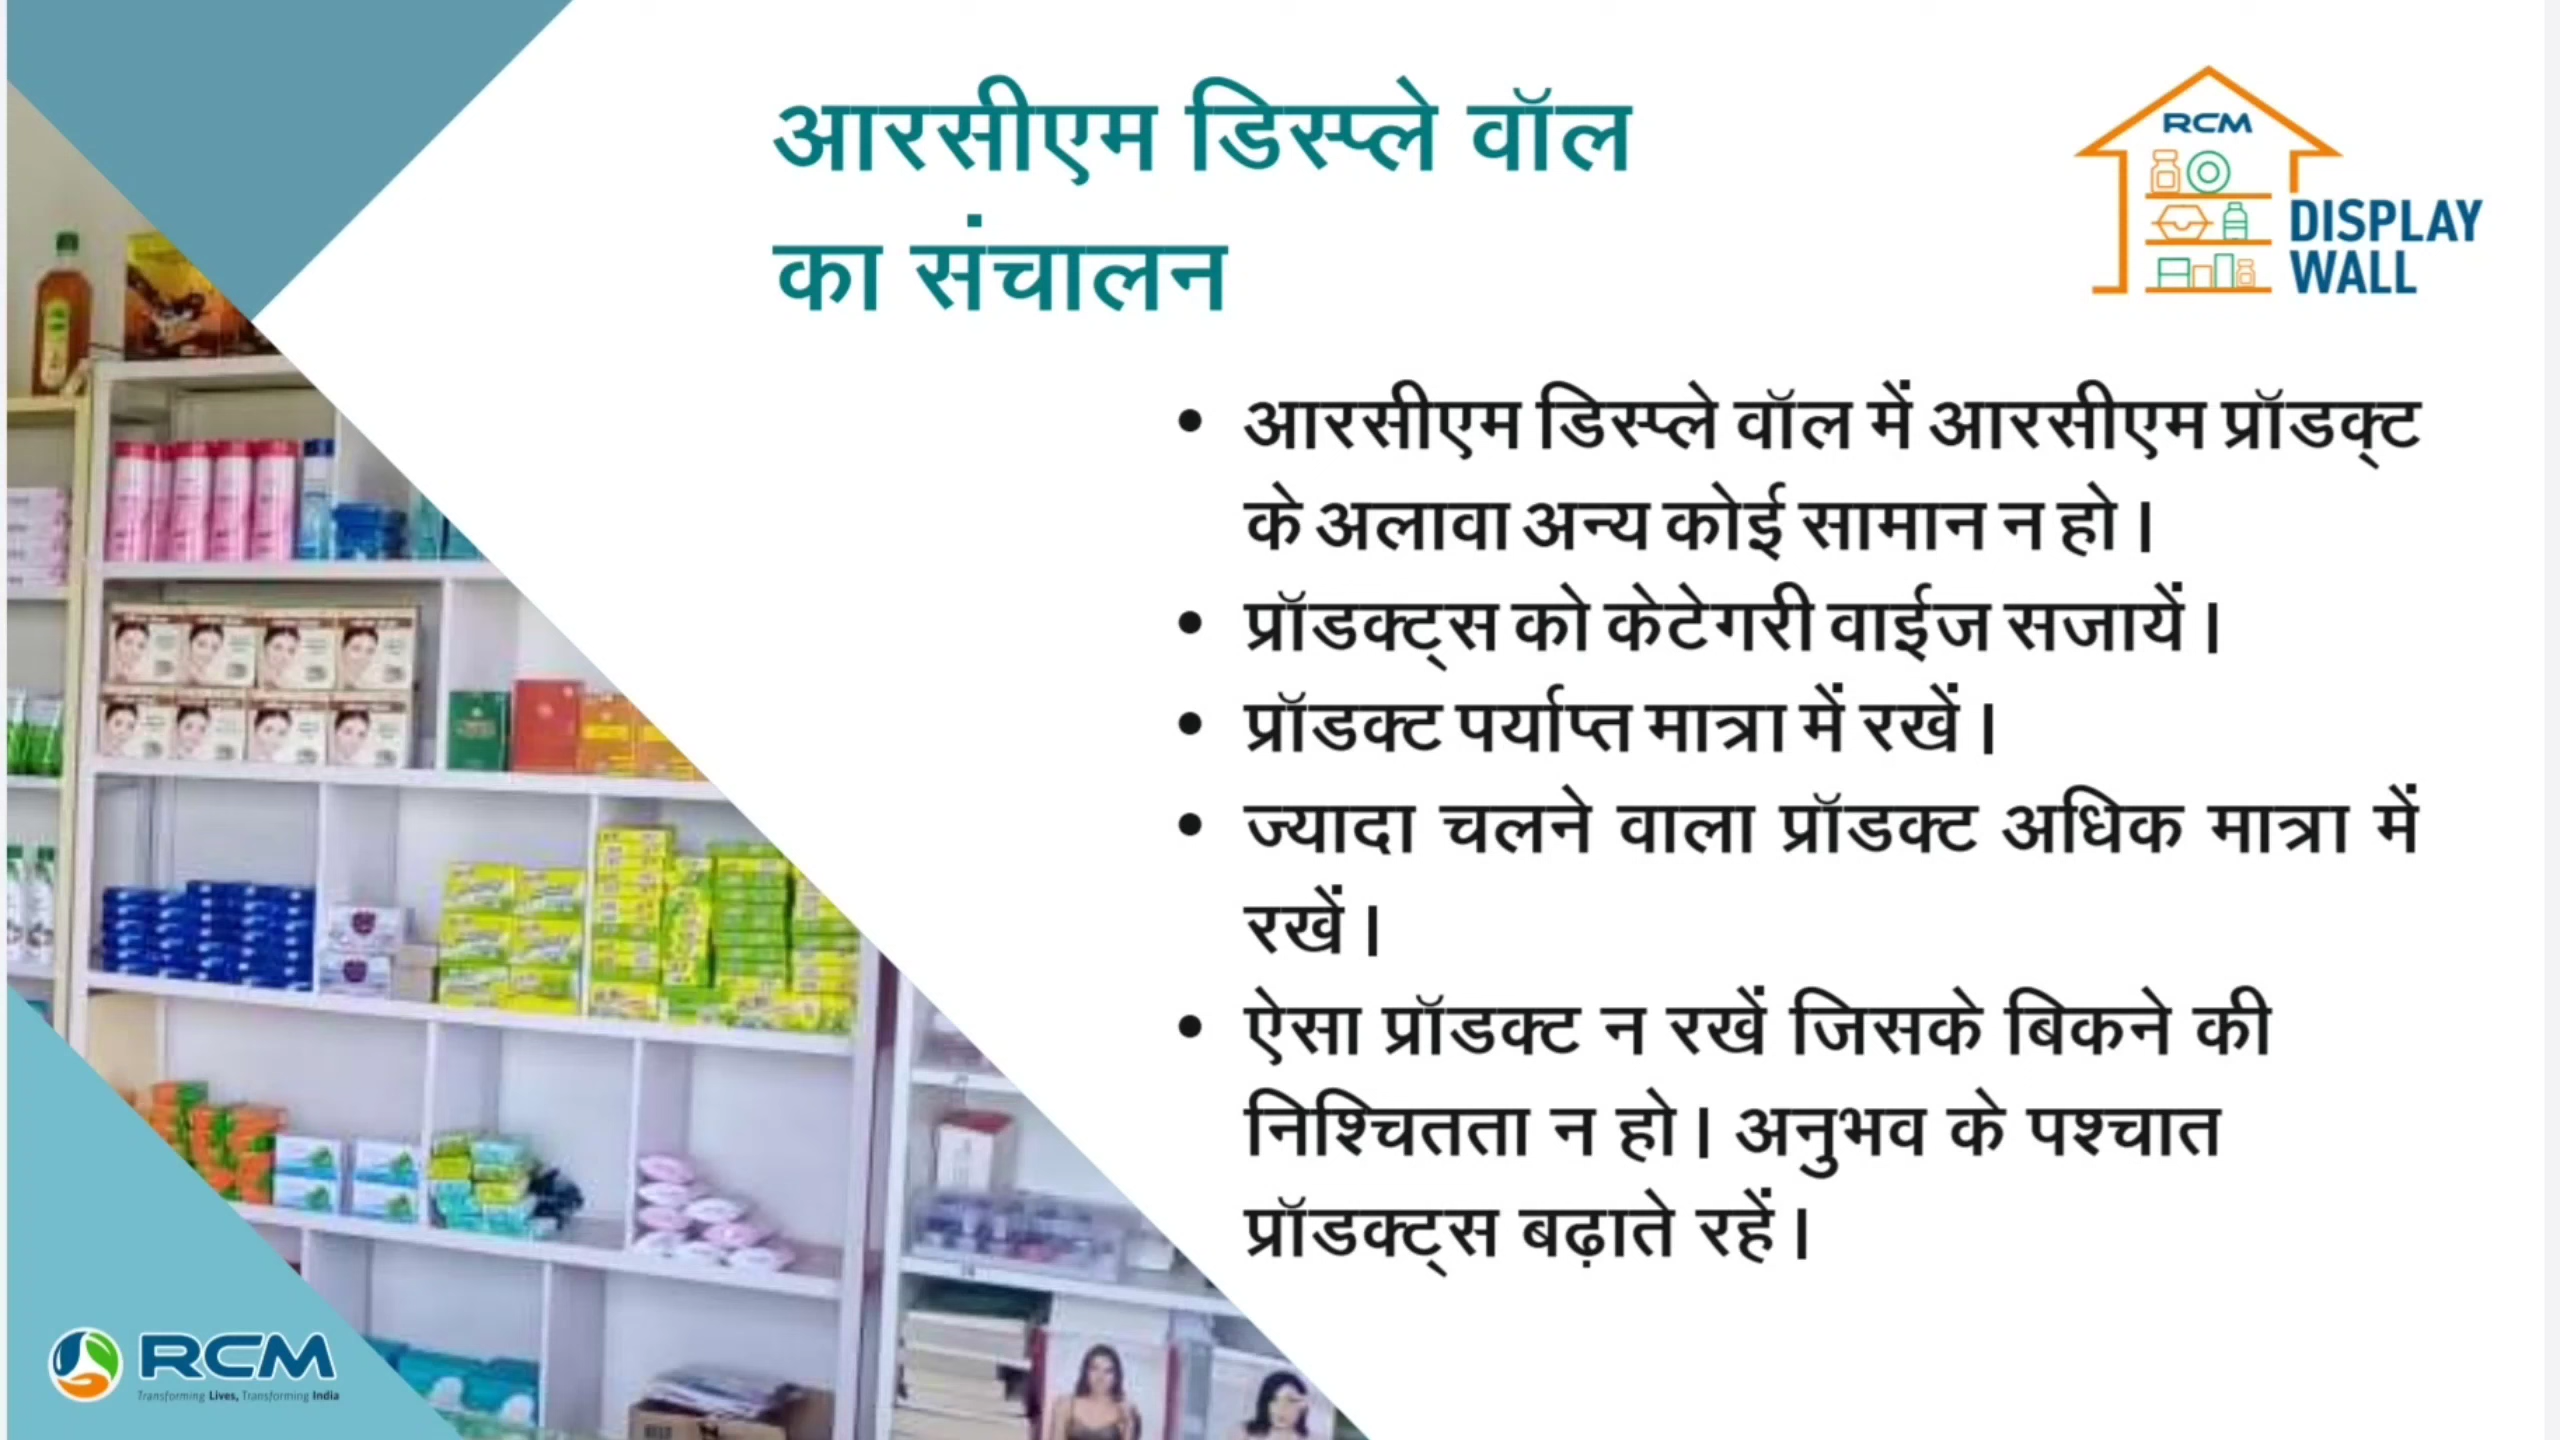 आरसीएम डिस्प्ले वॉल
का संचालन
RCM
DISPLAY
WALL
• आरसीएम डिस्प्ले वॉल में आरसीएम प्रॉडक्ट
के अलावा अन्य कोई सामान न हो।
• प्रॉडक्ट्स को केटेगरी वाईज सजायें।
• प्रॉडक्ट पर्याप्त मात्रा में रखें।
• ज्यादा चलने वाला प्रॉडक्ट अधिक मात्रा में
रखें।
• ऐसा प्रॉडक्ट न रखें जिसके बिकने की
निश्चितता न हो। अनुभव के पश्चात
प्रॉडक्ट्स बढ़ाते रहें।
RCM
Transforming Lives, Transforming India